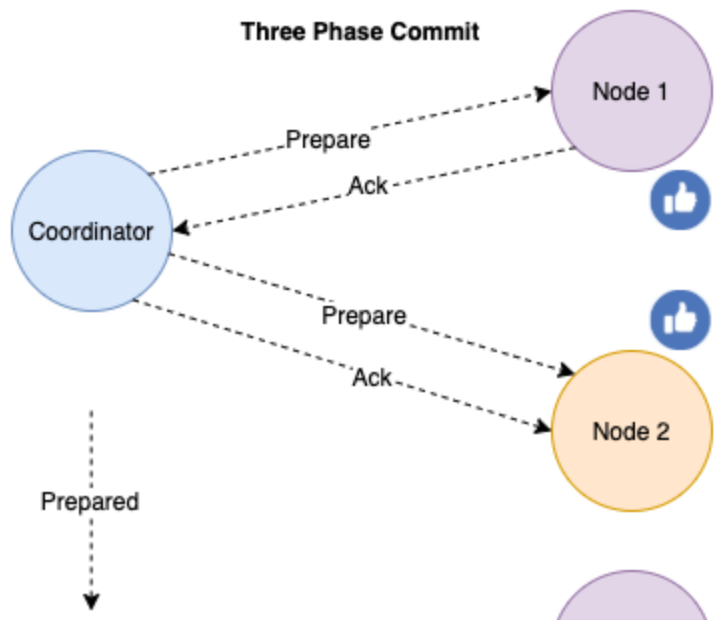 Three Phase Commit
Node 1
Prepare
Ack
Coordinator
Prepare
Ack
Node 2
Prepared